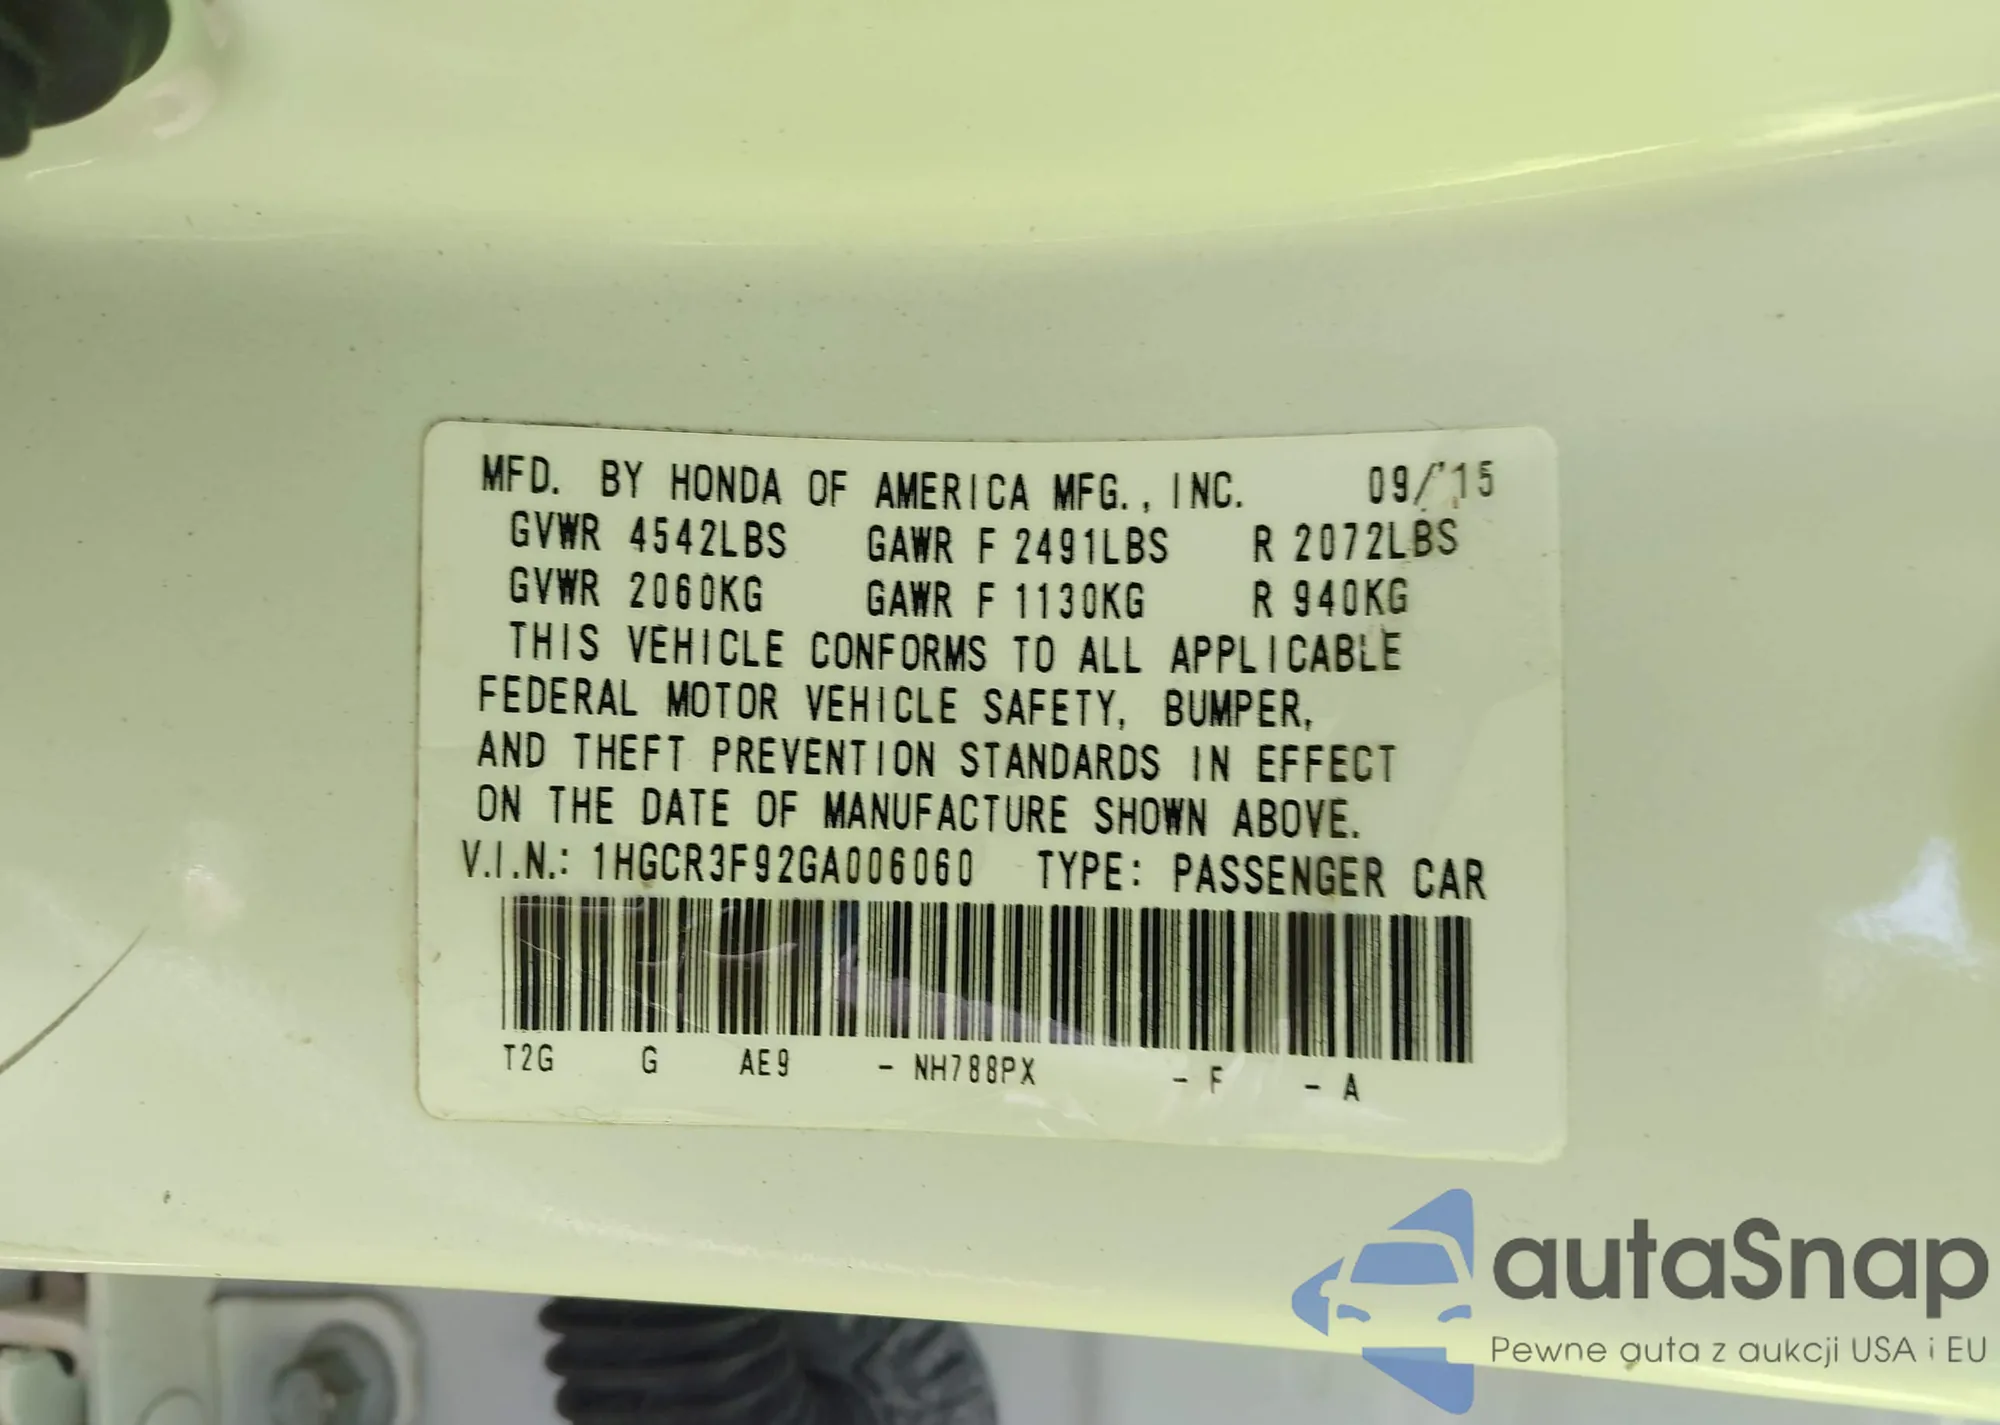 MFD. BY HONDA OF AMERICA MFG., INC. 09/'15
GVWR 4542LBS GAWR F 2491LBS R 2072LBS
GVWR 2060KG GAWR F 1130KG R 940KG
THIS VEHICLE CONFORMS TO ALL APPLICABLE
FEDERAL MOTOR VEHICLE SAFETY, BUMPER,
AND THEFT PREVENTION STANDARDS IN EFFECT
ON THE DATE OF MANUFACTURE SHOWN ABOVE.
V.I.N.: 1HGCR3F92GA006060 TYPE: PASSENGER CAR
T2G G AE9 - NH788PX - F - A
autaSnap
Pewne auta z aukcji USA i EU